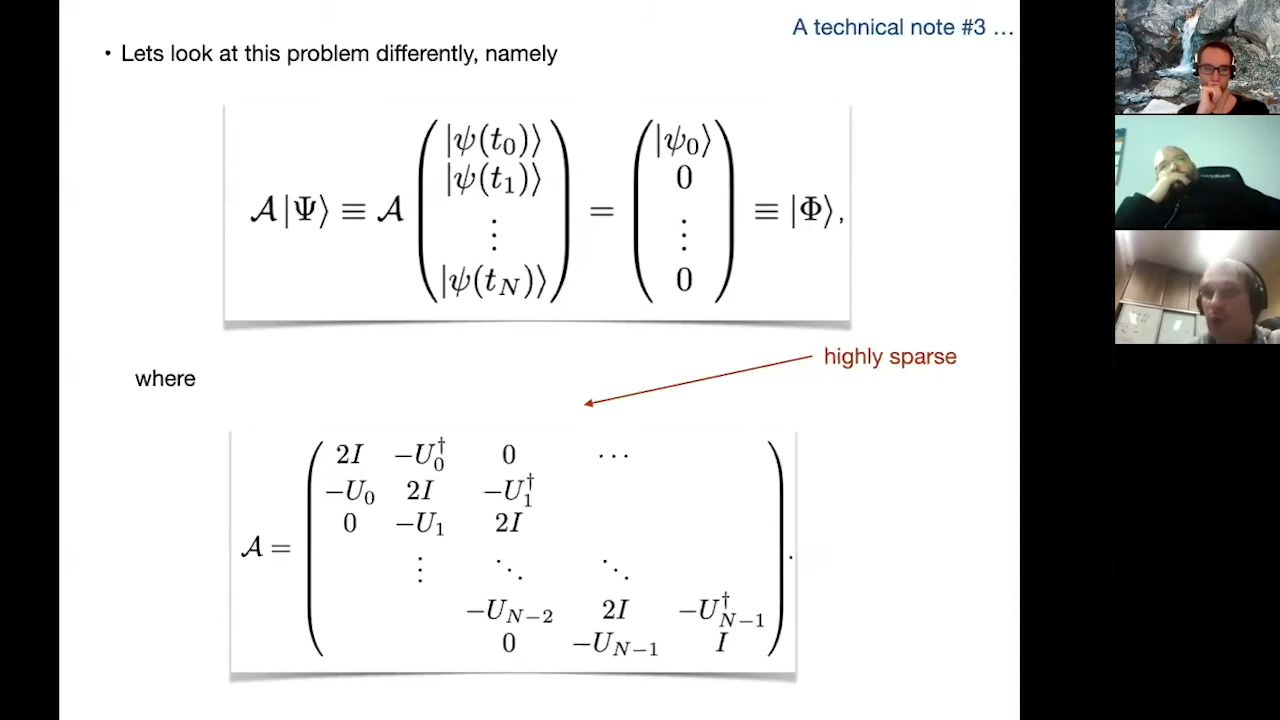 A technical note #3 ...
• Lets look at this problem differently, namely
𝒜|Ψ⟩ ≡ 𝒜 ( |ψ(t₀)⟩ |ψ(t₁)⟩ ⋮ |ψ(t_N)⟩ ) = ( |ψ₀⟩ 0 ⋮ 0 ) ≡ |Φ⟩,
highly sparse
where
2I −U₀† 0 ⋯
−U₀ 2I −U₁†
0 −U₁ 2I
𝒜 =
⋮ ⋱ ⋱ .
−U_{N−2} 2I −U†_{N−1}
0 −U_{N−1} I